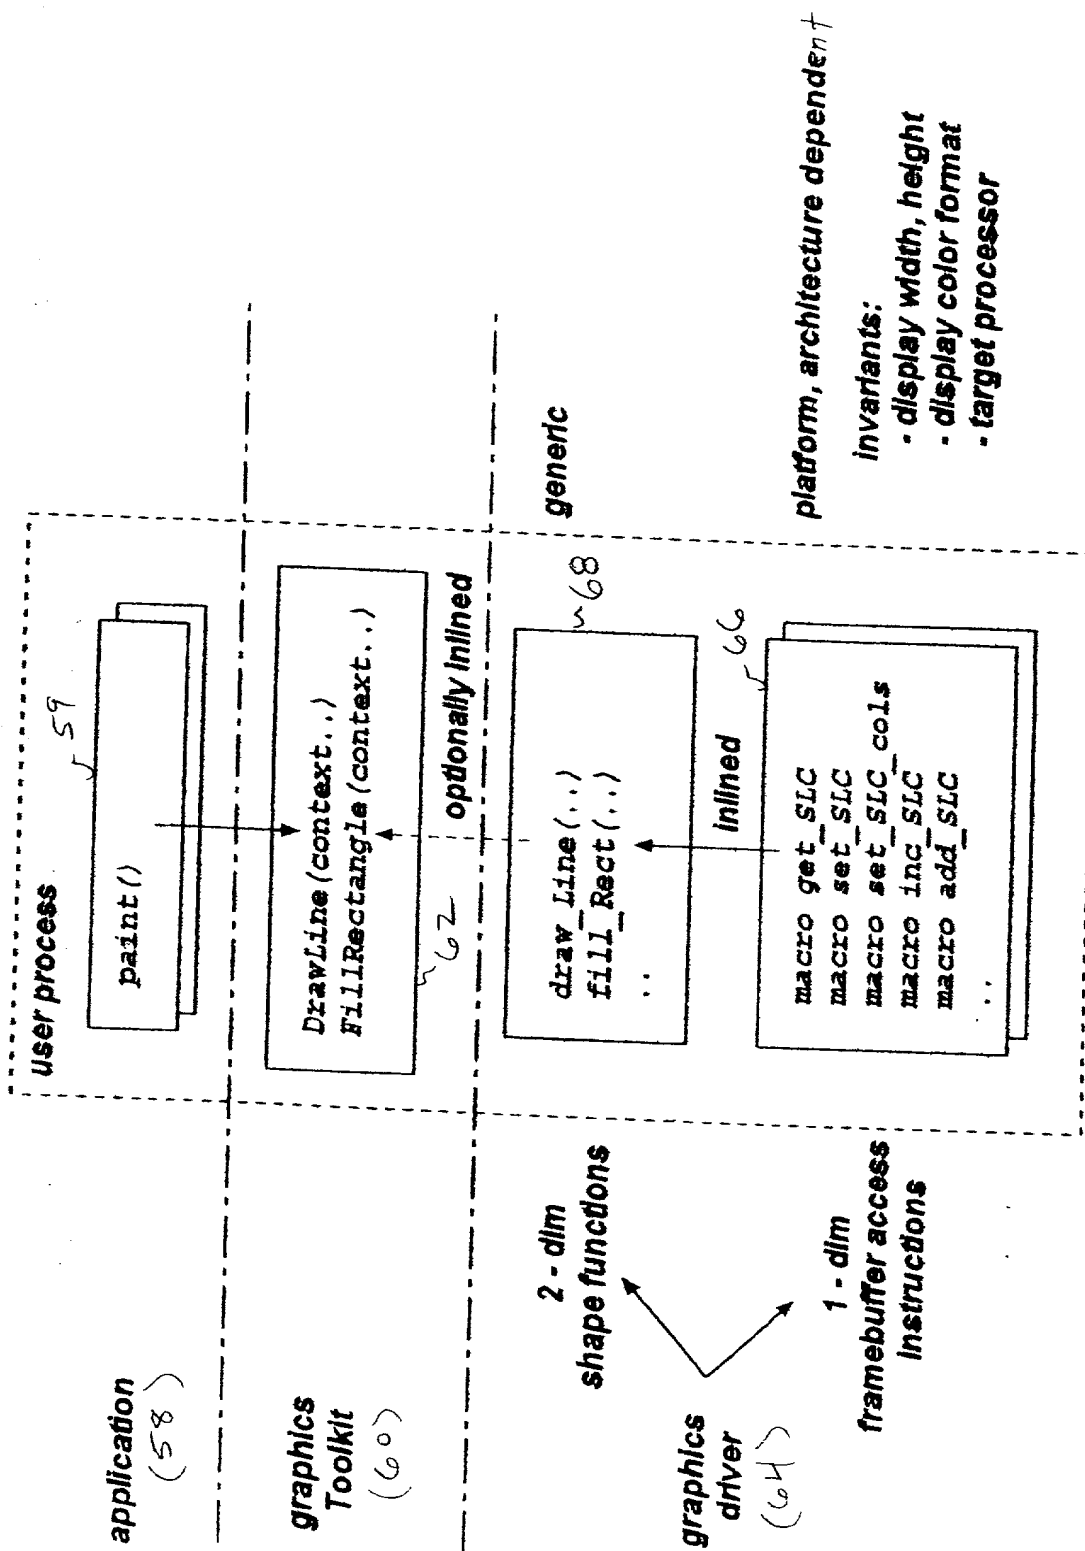 user process
application
(58)
paint()
59
graphics
Toolkit
(60)
DrawLine(context..)
FillRectangle(context..)
62
optionally inlined
graphics
driver
(64)
2 - dim
shape functions
draw_Line(..)
fill_Rect(..)
..
68
generic
inlined
1 - dim
framebuffer access
instructions
macro get_SLC
macro set_SLC
macro set_SLC_cols
macro inc_SLC
macro add_SLC
..
66
platform, architecture dependent
invariants:
- display width, height
- display color format
- target processor